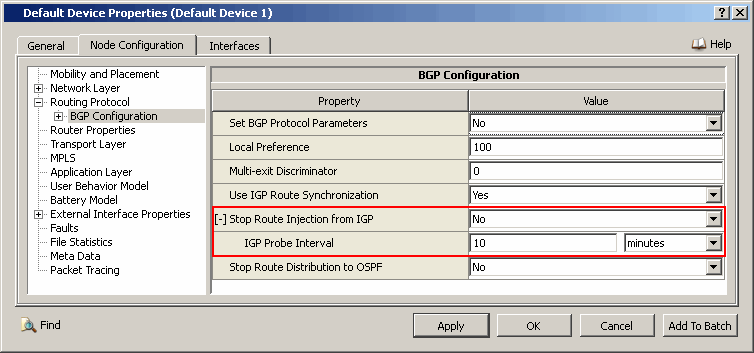 Default Device Properties (Default Device 1)
General Node Configuration Interfaces Help
Mobility and Placement
Network Layer
Routing Protocol
BGP Configuration
Router Properties
Transport Layer
MPLS
Application Layer
User Behavior Model
Battery Model
External Interface Properties
Faults
File Statistics
Meta Data
Packet Tracing
BGP Configuration
Property Value
Set BGP Protocol Parameters No
Local Preference 100
Multi-exit Discriminator 0
Use IGP Route Synchronization Yes
[-] Stop Route Injection from IGP No
IGP Probe Interval 10 minutes
Stop Route Distribution to OSPF No
Find Apply OK Cancel Add To Batch